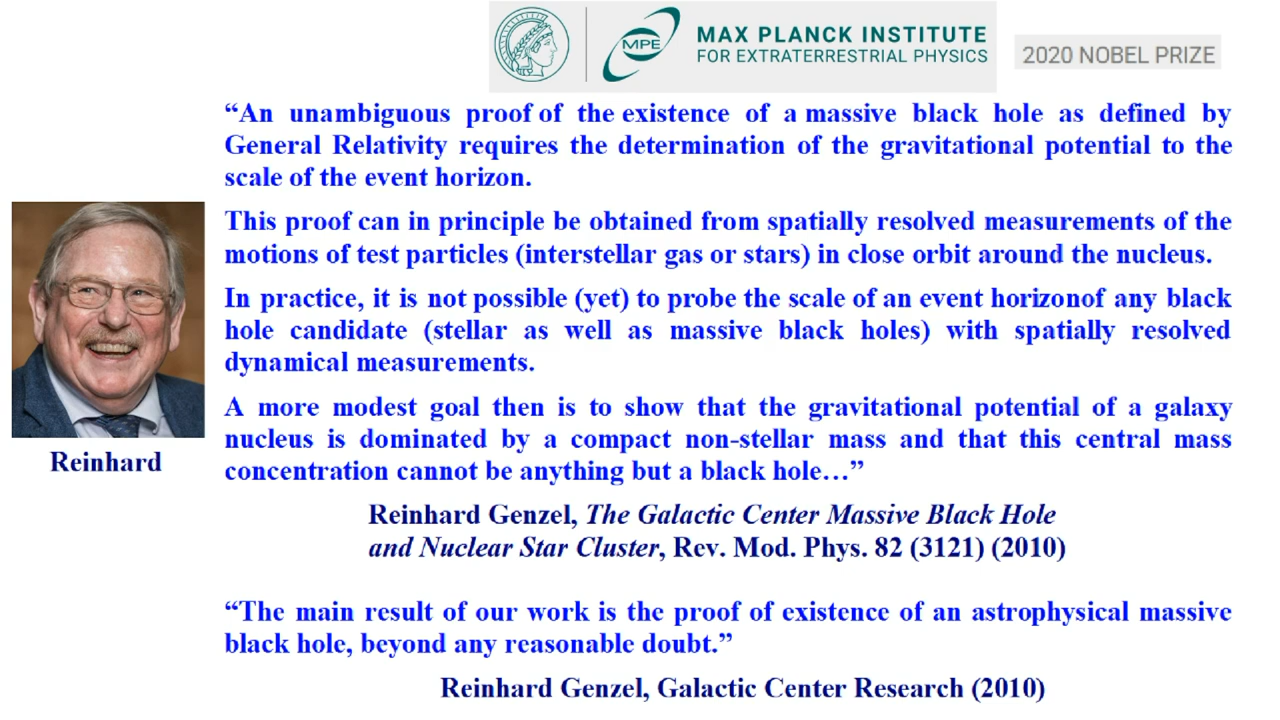 MAX PLANCK INSTITUTE
FOR EXTRATERRESTRIAL PHYSICS
MPE
2020 NOBEL PRIZE
“An unambiguous proof of the existence of a massive black hole as defined by
General Relativity requires the determination of the gravitational potential to the
scale of the event horizon.
This proof can in principle be obtained from spatially resolved measurements of the
motions of test particles (interstellar gas or stars) in close orbit around the nucleus.
In practice, it is not possible (yet) to probe the scale of an event horizonof any black
hole candidate (stellar as well as massive black holes) with spatially resolved
dynamical measurements.
A more modest goal then is to show that the gravitational potential of a galaxy
nucleus is dominated by a compact non-stellar mass and that this central mass
concentration cannot be anything but a black hole…”
Reinhard
Reinhard Genzel, The Galactic Center Massive Black Hole
and Nuclear Star Cluster, Rev. Mod. Phys. 82 (3121) (2010)
“The main result of our work is the proof of existence of an astrophysical massive
black hole, beyond any reasonable doubt.”
Reinhard Genzel, Galactic Center Research (2010)